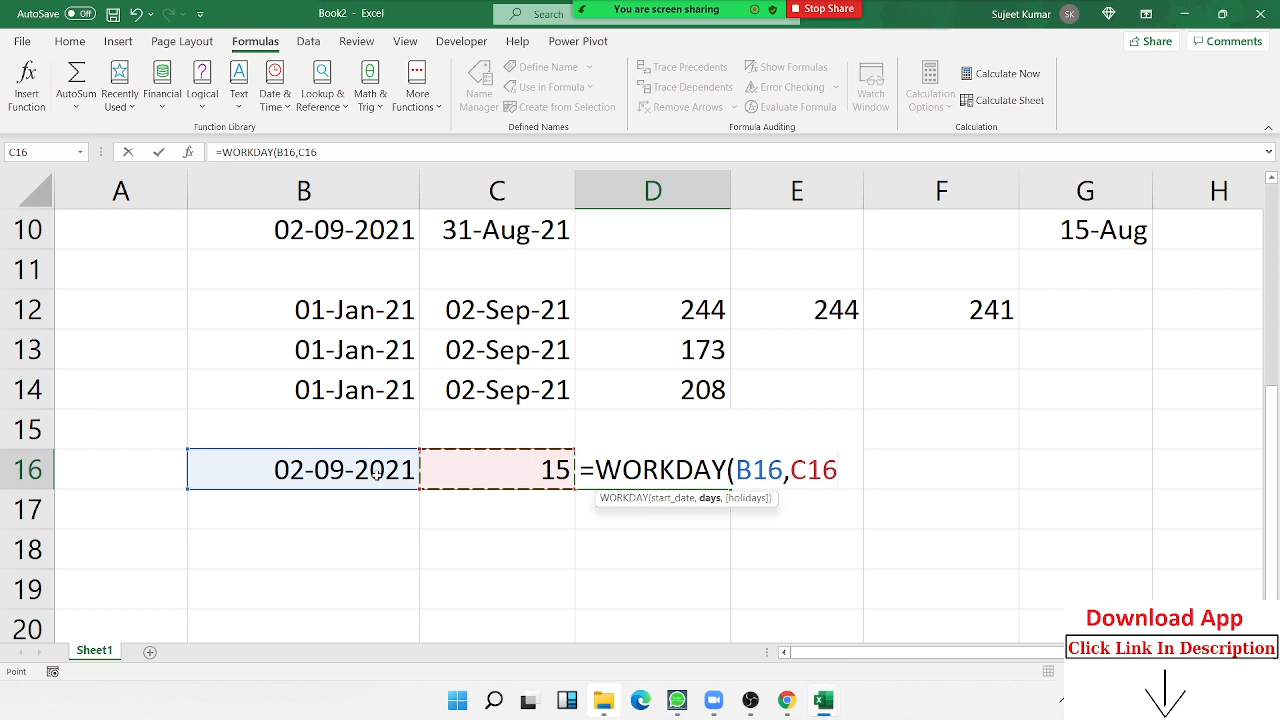 AutoSave Off
Book2 - Excel
Search
You are screen sharing
Stop Share
Sujeet Kumar
SK
File Home Insert Page Layout Formulas Data Review View Developer Help Power Pivot
Share
Comments
Insert Function
AutoSum
Recently Used
Financial
Logical
Text
Date & Time
Lookup & Reference
Math & Trig
More Functions
Function Library
Name Manager
Define Name
Use in Formula
Create from Selection
Defined Names
Trace Precedents
Trace Dependents
Remove Arrows
Show Formulas
Error Checking
Evaluate Formula
Formula Auditing
Watch Window
Calculation Options
Calculate Now
Calculate Sheet
Calculation
C16
=WORKDAY(B16,C16
A B C D E F G H
10 02-09-2021 31-Aug-21 15-Aug
11
12 01-Jan-21 02-Sep-21 244 244 241
13 01-Jan-21 02-Sep-21 173
14 01-Jan-21 02-Sep-21 208
15
16 02-09-2021 15 =WORKDAY(B16,C16
WORKDAY(start_date, days, [holidays])
17
18
19
20
Sheet1
Point
Download App
Click Link In Description